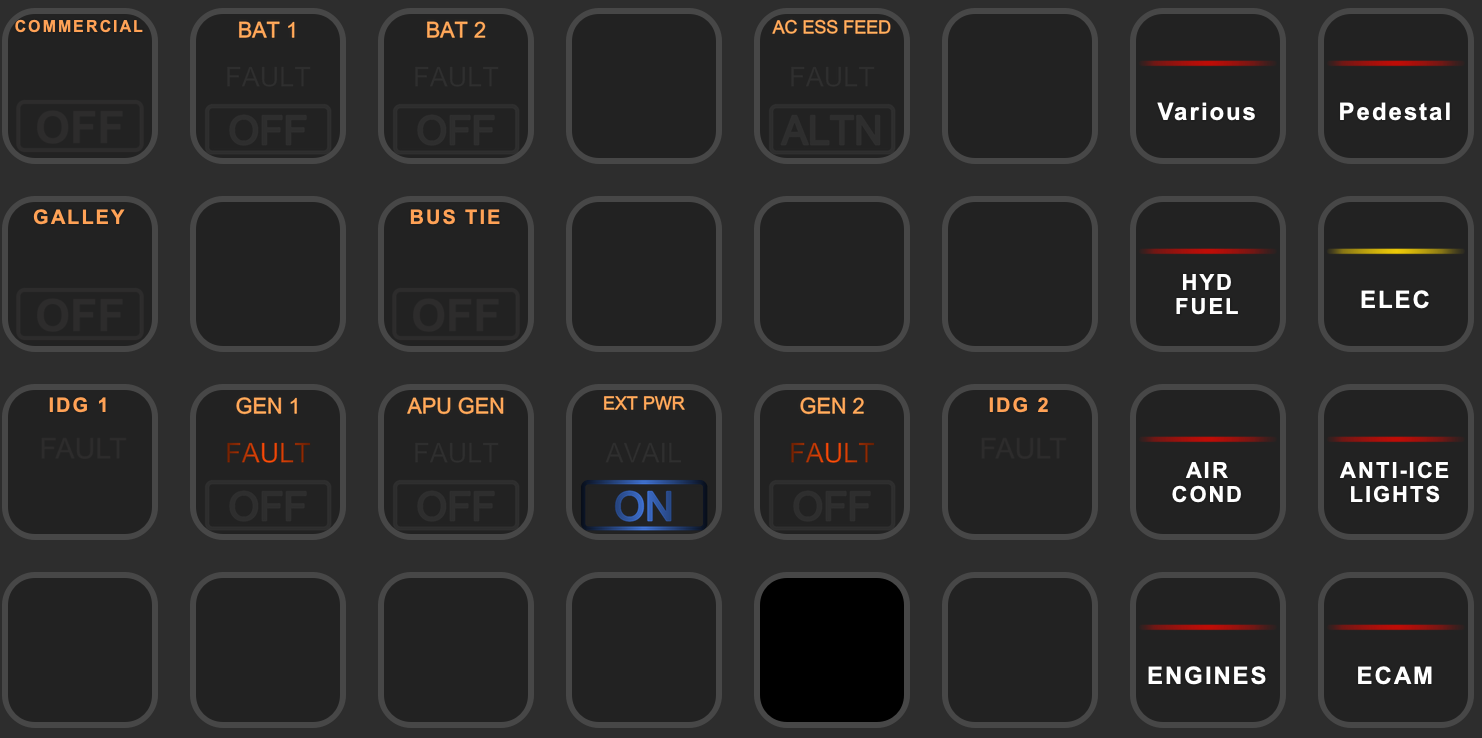 COMMERCIAL
OFF
BAT 1
FAULT
OFF
BAT 2
FAULT
OFF
AC ESS FEED
FAULT
ALTN
Various
Pedestal
GALLEY
OFF
BUS TIE
OFF
HYD
FUEL
ELEC
IDG 1
FAULT
GEN 1
FAULT
OFF
APU GEN
FAULT
OFF
EXT PWR
AVAIL
ON
GEN 2
FAULT
OFF
IDG 2
FAULT
AIR
COND
ANTI-ICE
LIGHTS
ENGINES
ECAM